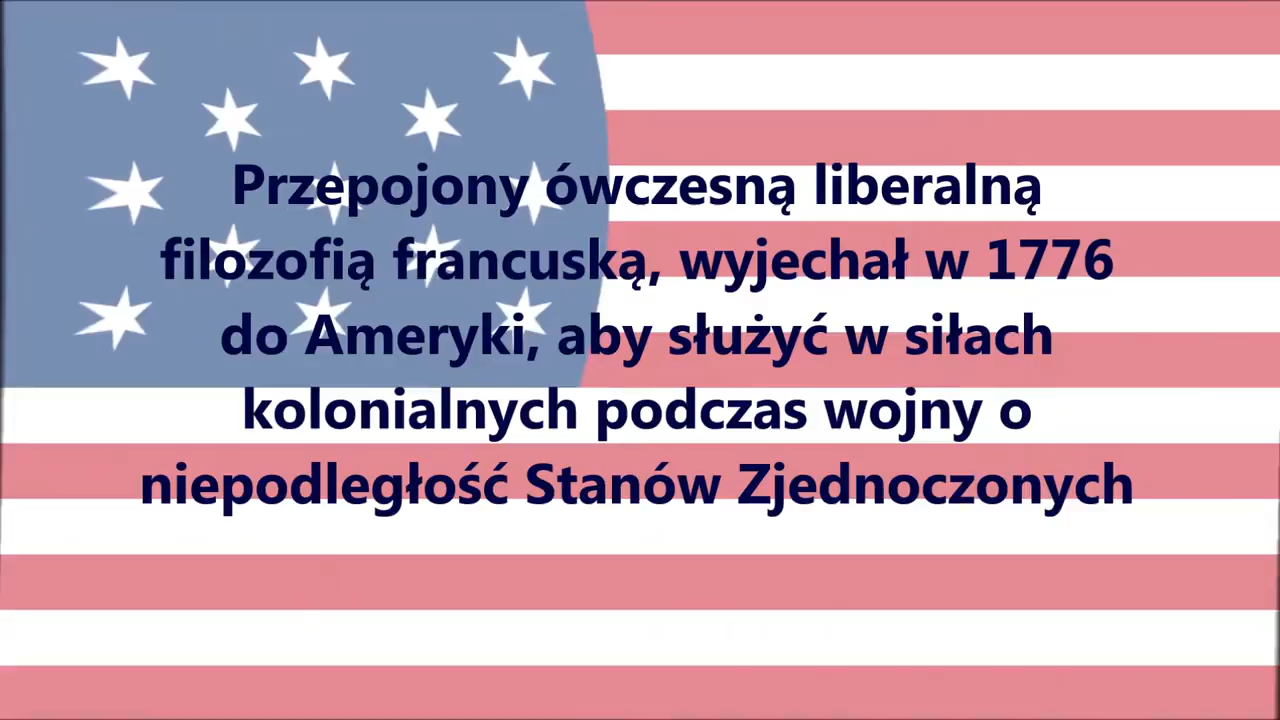 Przepojony ówczesną liberalną
filozofią francuską, wyjechał w 1776
do Ameryki, aby służyć w siłach
kolonialnych podczas wojny o
niepodległość Stanów Zjednoczonych